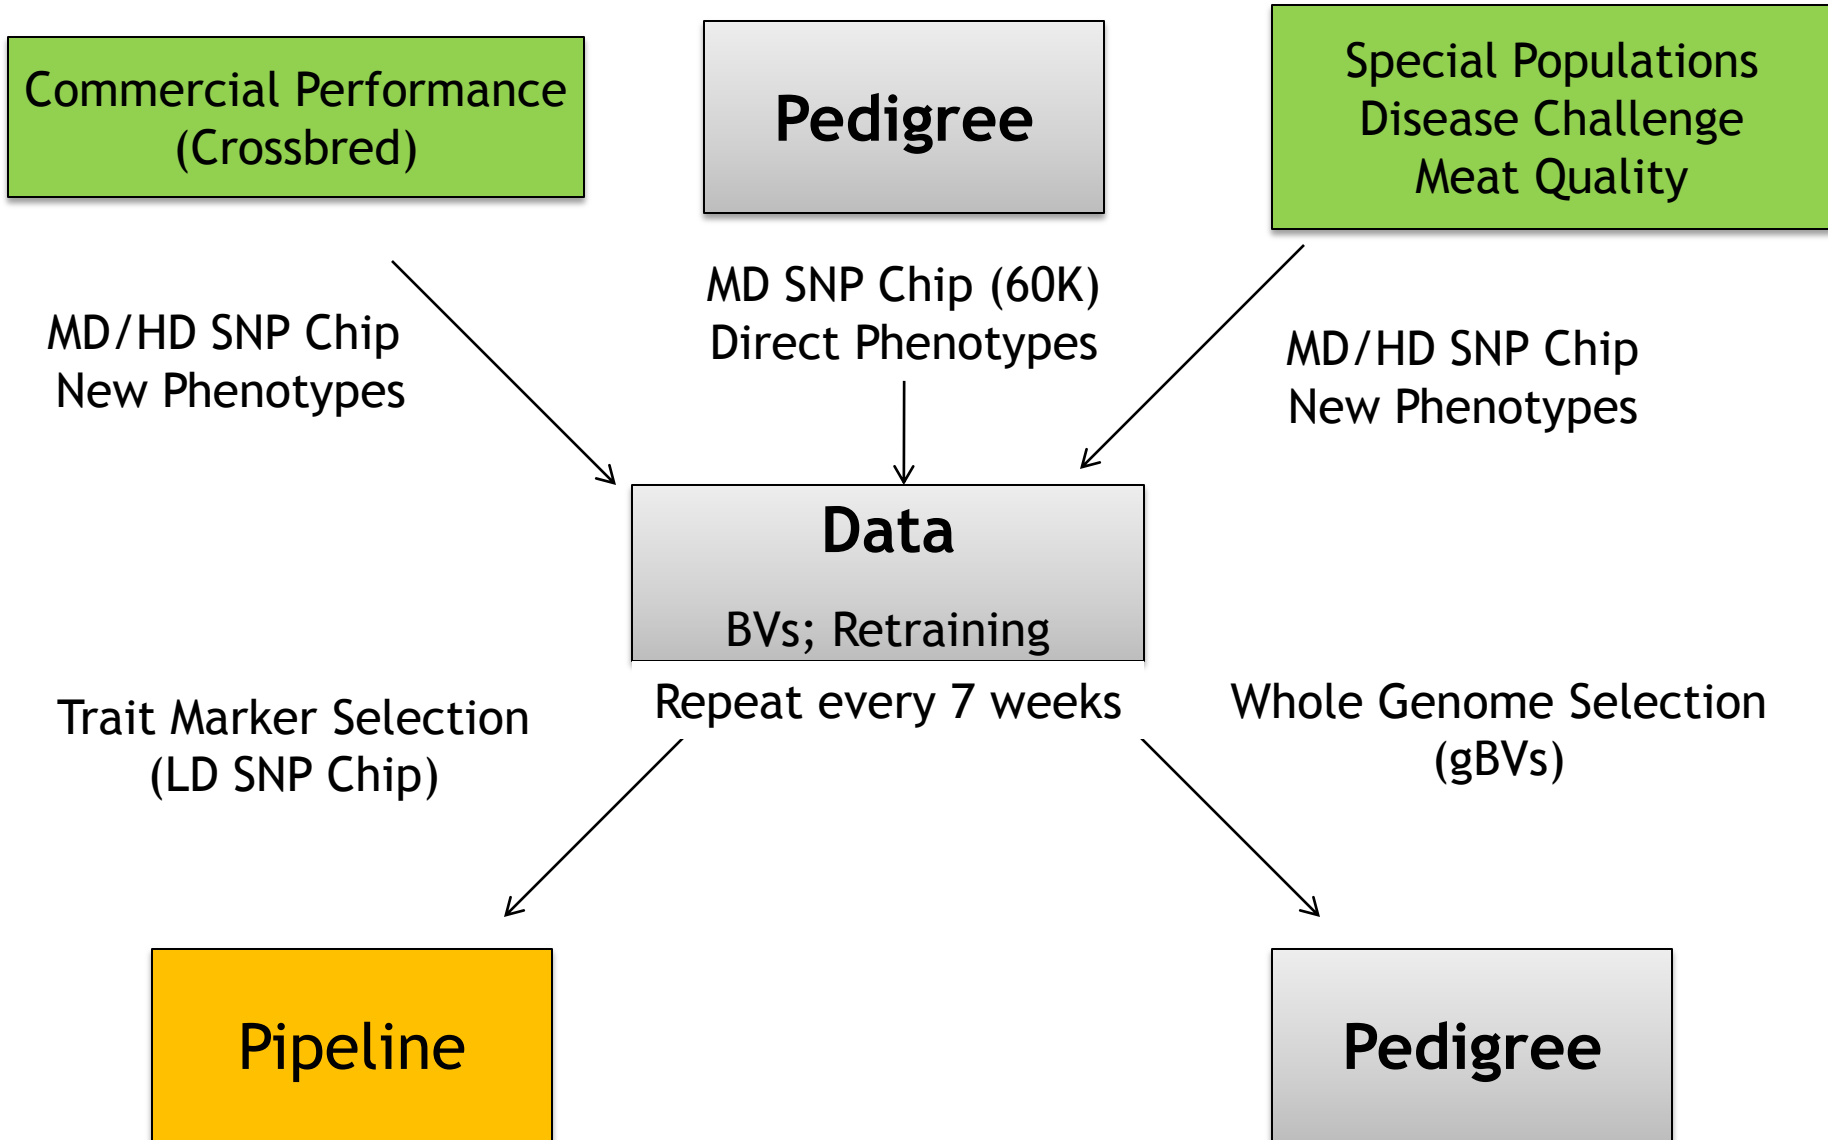 Commercial Performance
(Crossbred)
Pedigree
Special Populations
Disease Challenge
Meat Quality
MD/HD SNP Chip
New Phenotypes
MD SNP Chip (60K)
Direct Phenotypes
MD/HD SNP Chip
New Phenotypes
Data
BVs; Retraining
Repeat every 7 weeks
Trait Marker Selection
(LD SNP Chip)
Whole Genome Selection
(gBVs)
Pipeline
Pedigree